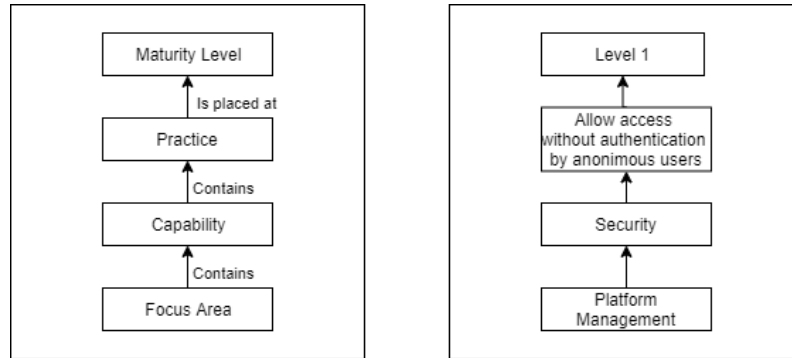 Maturity Level
Is placed at
Practice
Contains
Capability
Contains
Focus Area
Level 1
Allow access
without authentication
by anonimous users
Security
Platform
Management